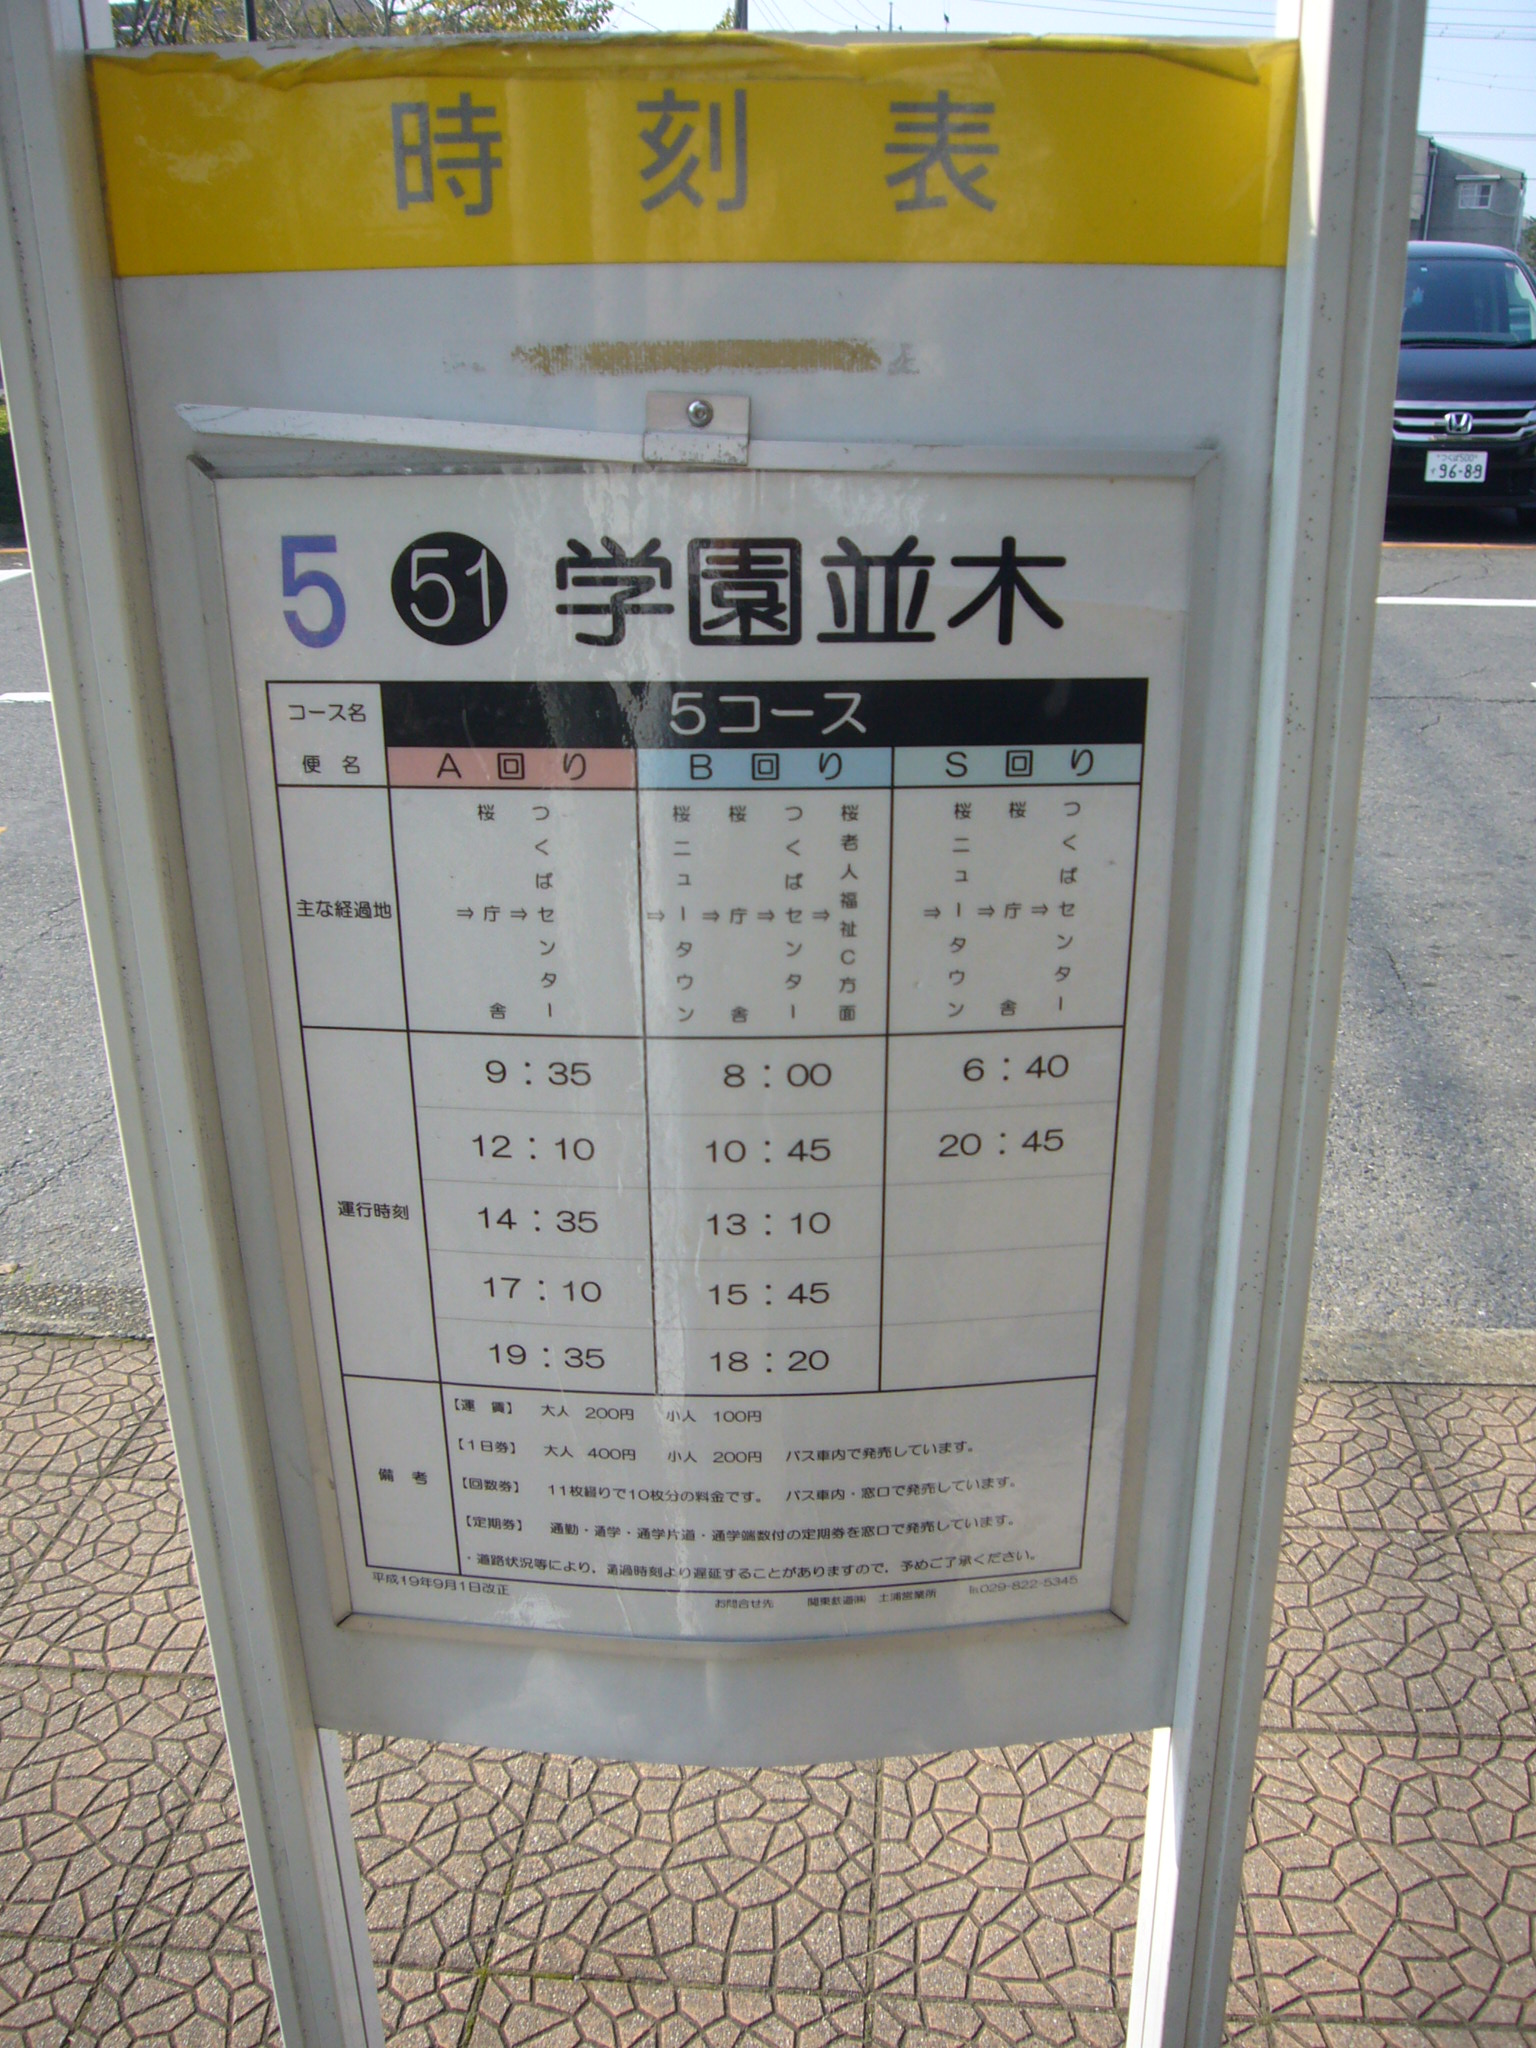 時刻表
5 51 学園並木
コース名 5コース
便名 A回り B回り S回り
主な経過地 ⇒桜庁舎⇒つくばセンター ⇒桜ニュータウン⇒桜庁舎⇒つくばセンター⇒桜老人福祉C方面 ⇒桜ニュータウン⇒桜庁舎⇒つくばセンター
運行時刻
9:35 8:00 6:40
12:10 10:45 20:45
14:35 13:10
17:10 15:45
19:35 18:20
備考
【運 賃】 大人 200円 小人 100円
【1日券】 大人 400円 小人 200円 バス車内で発売しています。
【回数券】 11枚綴りで10枚分の料金です。 バス車内・窓口で発売しています。
【定期券】 通勤・通学・通学片道・通学端数付の定期券を窓口で発売しています。
・道路状況等により、通過時刻より遅延することがありますので、予めご了承ください。
平成19年9月1日改正
お問合せ先 関東鉄道㈱ 土浦営業所 ℡029-822-5345
つくば500
96-89